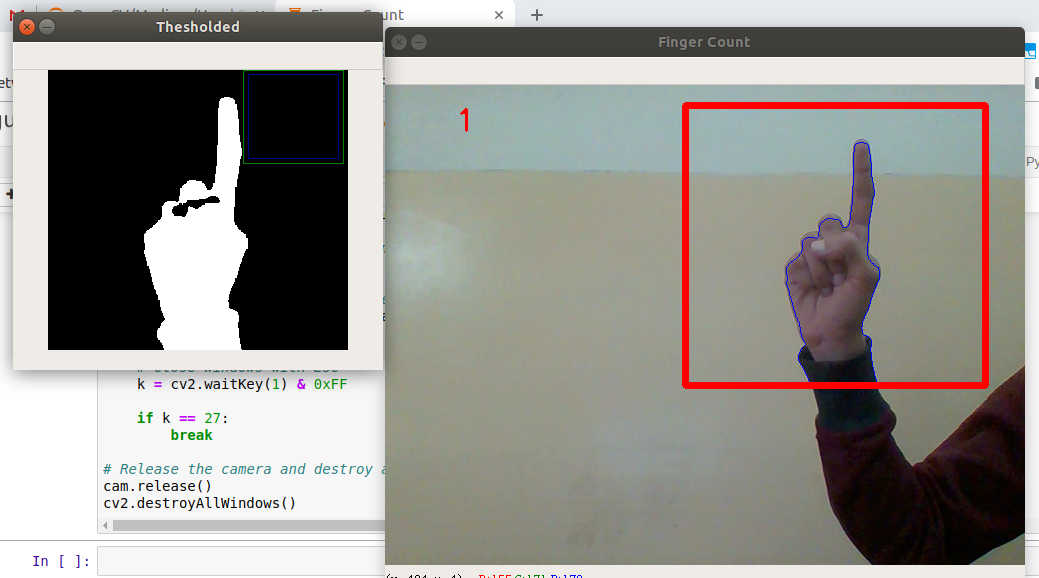 Count
Thesholded
Finger Count
1
k = cv2.waitKey(1) & 0xFF
if k == 27:
break
# Release the camera and destroy a
cam.release()
cv2.destroyAllWindows()
In [ ]: